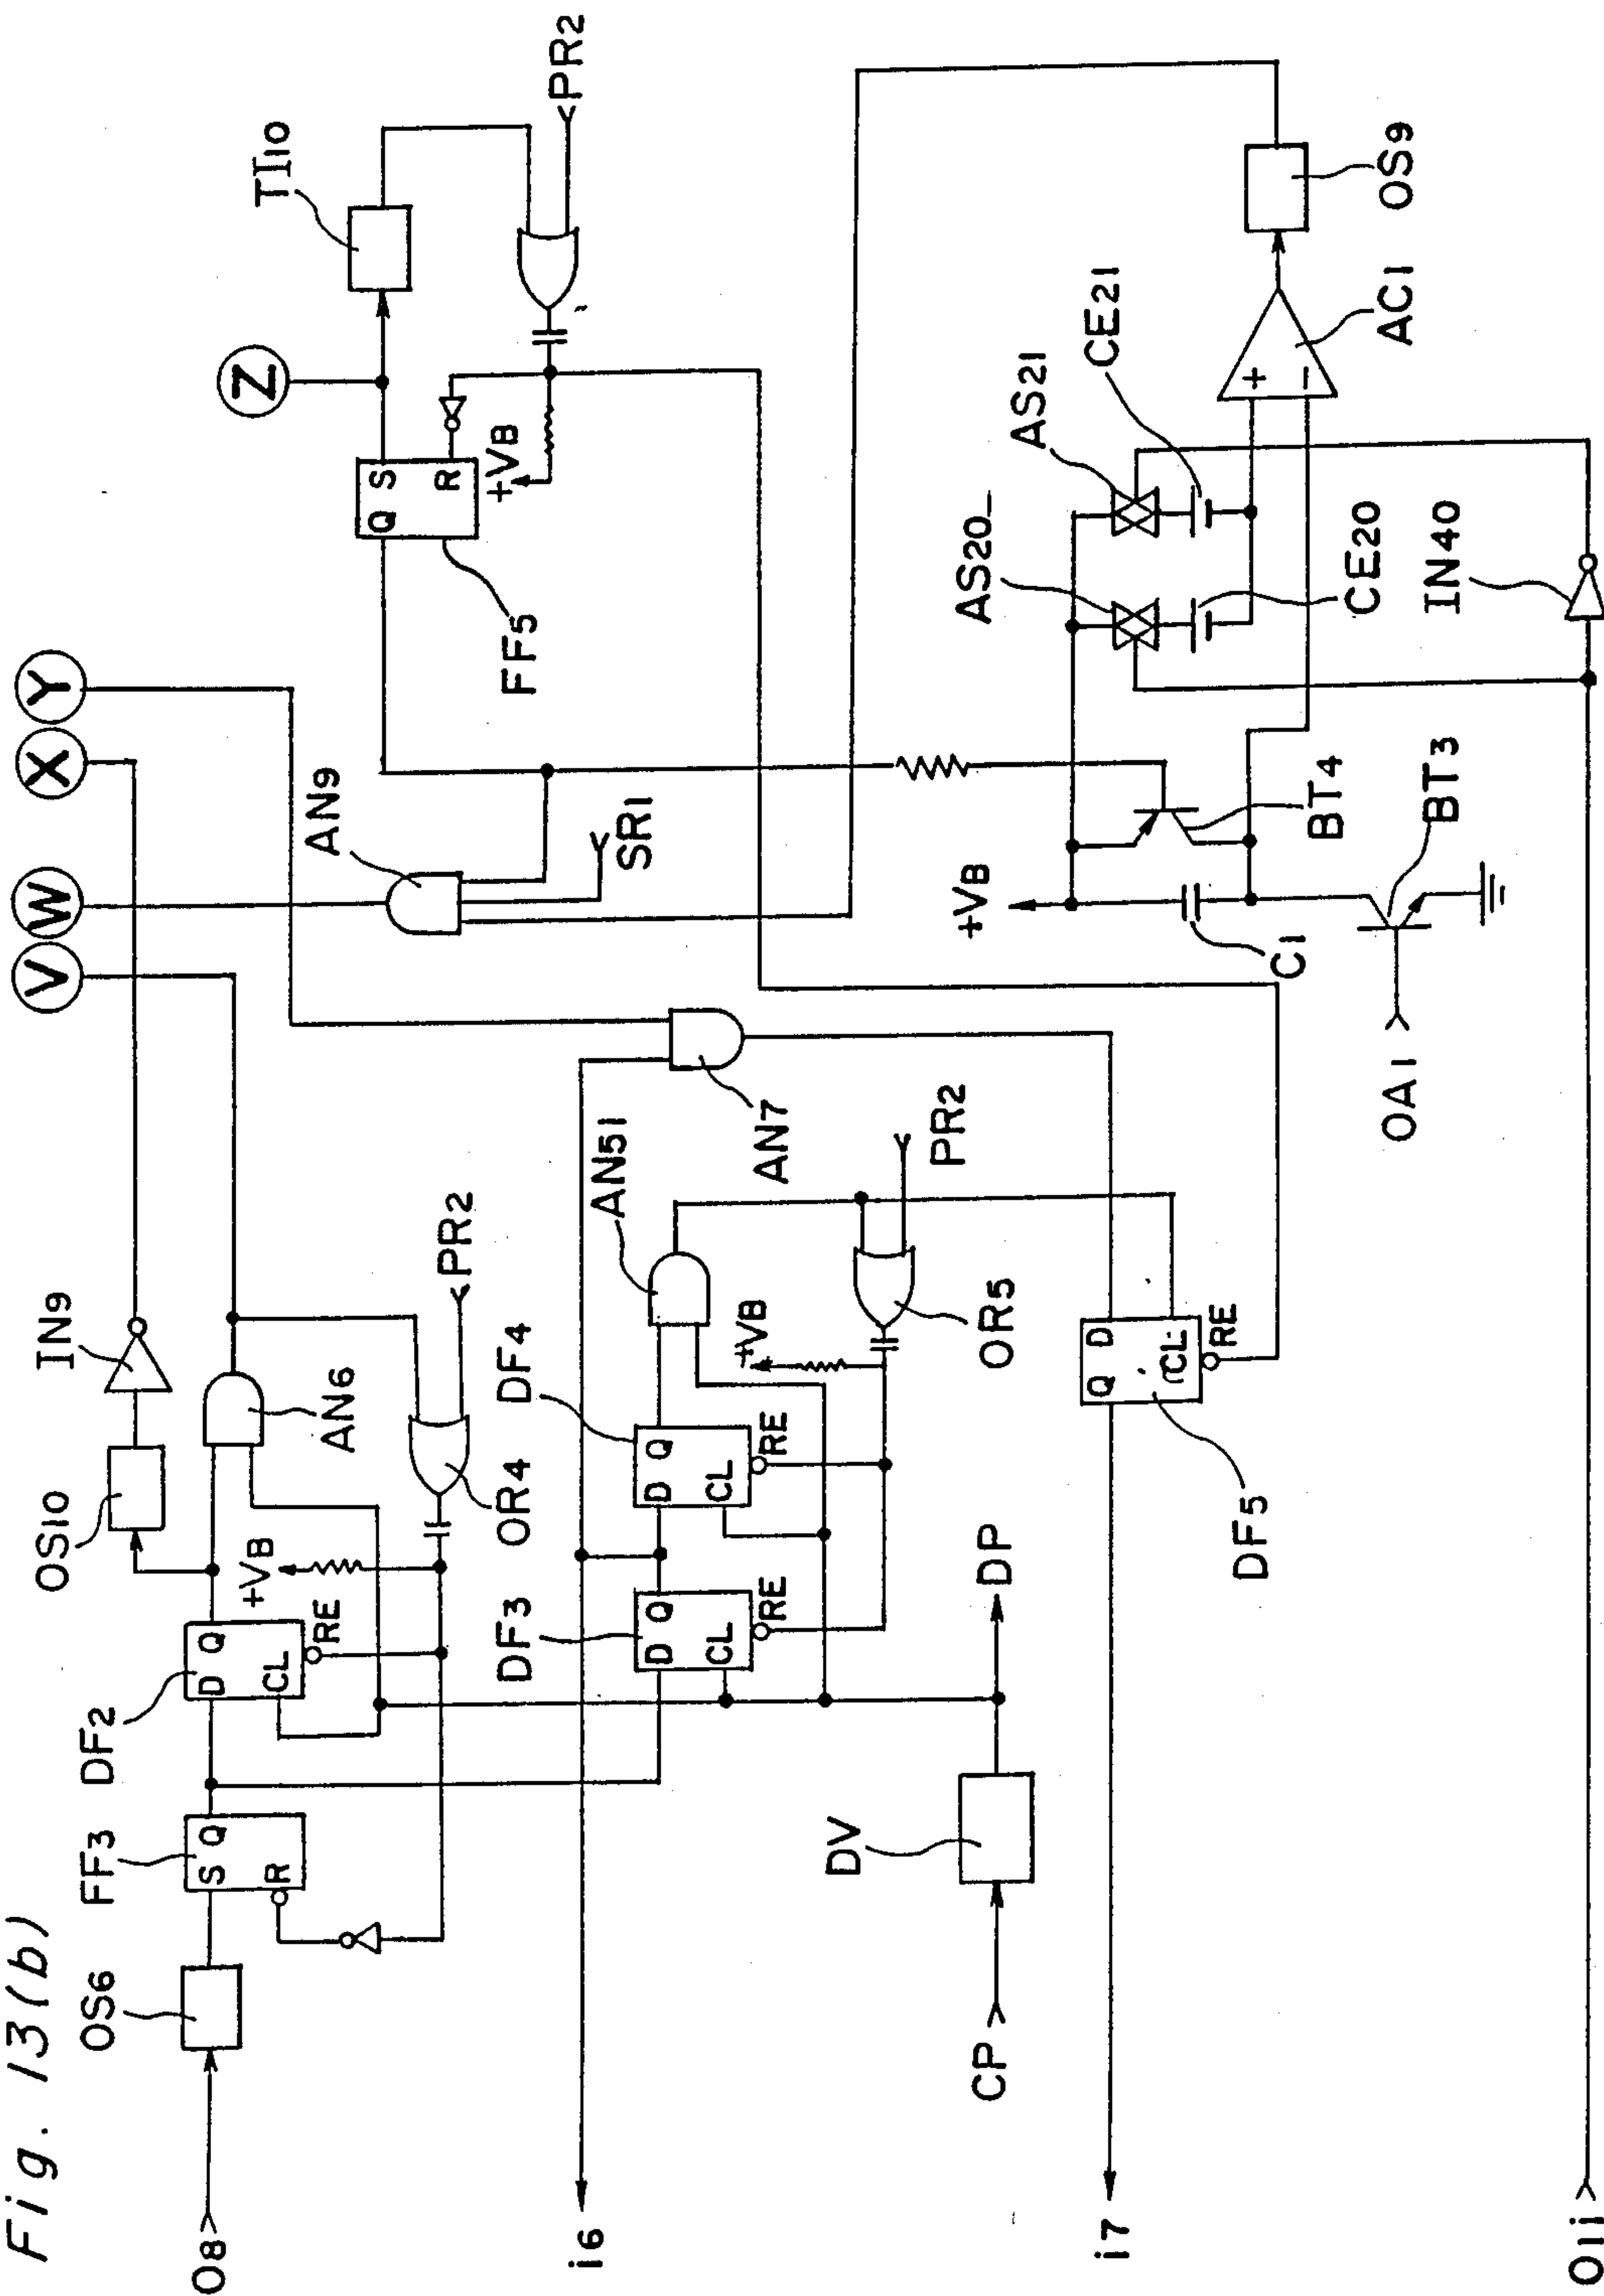 Fig. 13(b)
O8
OS6
FF3
S Q
R
DF2
D Q
CL
RE
+VB
OS10
IN9
AN6
OR4
PR2
V
W
X
Y
Z
i6
DF3
D Q
CL
RE
DF4
D Q
CL
RE
+VB
AN51
OR5
PR2
AN7
AN9
SR1
FF5
Q S
R
+VB
TI10
PR2
CP
DV
DP
i7
DF5
Q D
CL
RE
OA1
+VB
C1
BT3
BT4
AS20
AS21
CE20
CE21
+
−
AC1
OS9
IN40
O11